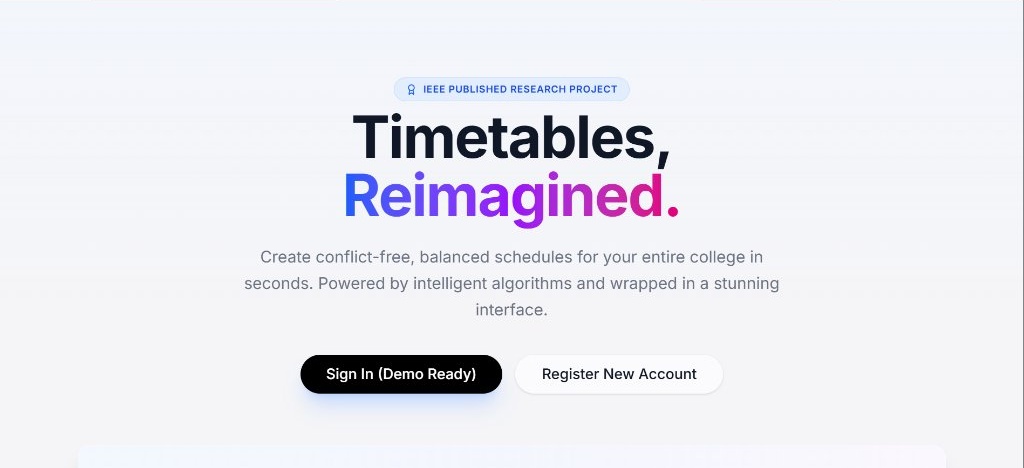 IEEE PUBLISHED RESEARCH PROJECT
Timetables,
Reimagined.
Create conflict-free, balanced schedules for your entire college in
seconds. Powered by intelligent algorithms and wrapped in a stunning
interface.
Sign In (Demo Ready)
Register New Account